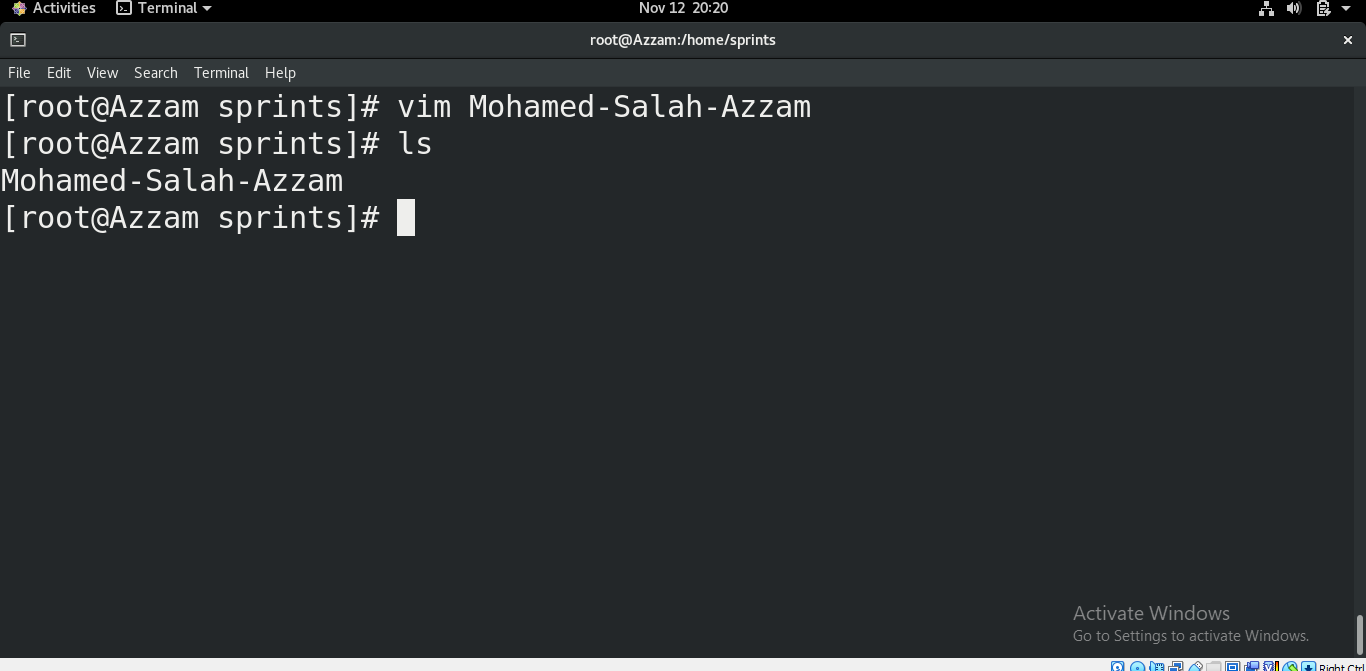 Activities Terminal Nov 12 20:20
root@Azzam:/home/sprints ×
File Edit View Search Terminal Help
[root@Azzam sprints]# vim Mohamed-Salah-Azzam
[root@Azzam sprints]# ls
Mohamed-Salah-Azzam
[root@Azzam sprints]#
Activate Windows
Go to Settings to activate Windows.
Right Ctrl